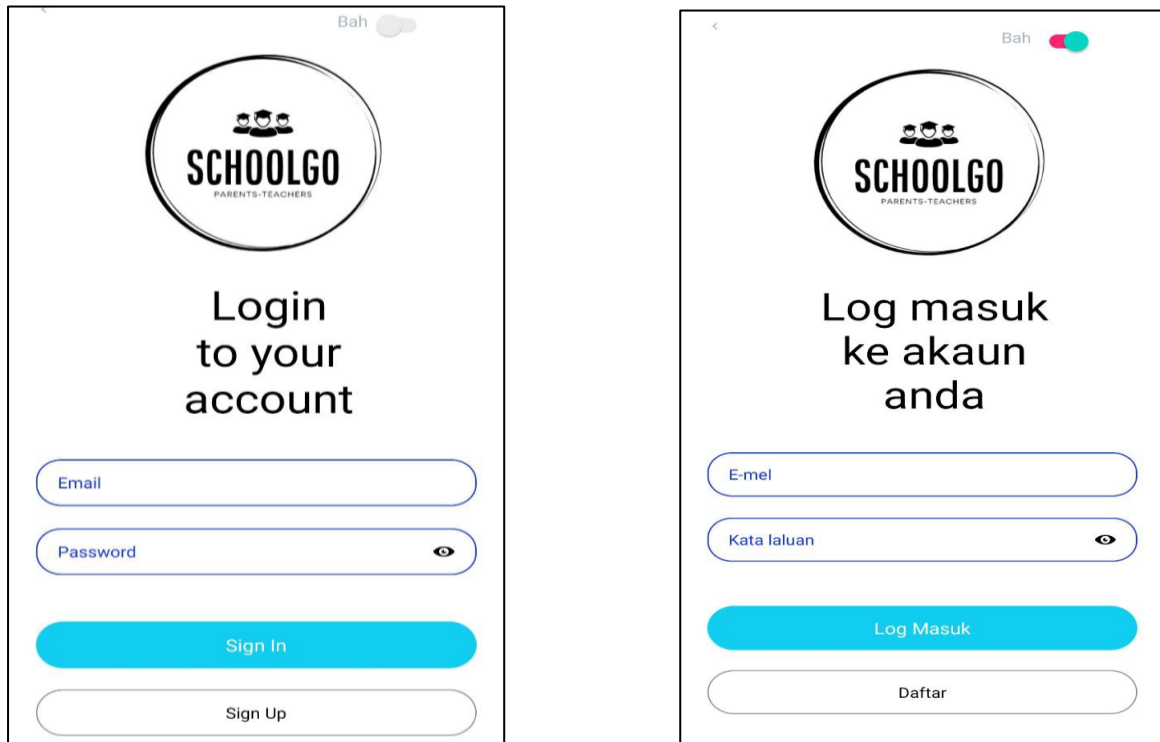 Bah
SCHOOLGO
PARENTS-TEACHERS
Login
to your
account
Email
Password
Sign In
Sign Up
Bah
SCHOOLGO
PARENTS-TEACHERS
Log masuk
ke akaun
anda
E-mel
Kata laluan
Log Masuk
Daftar